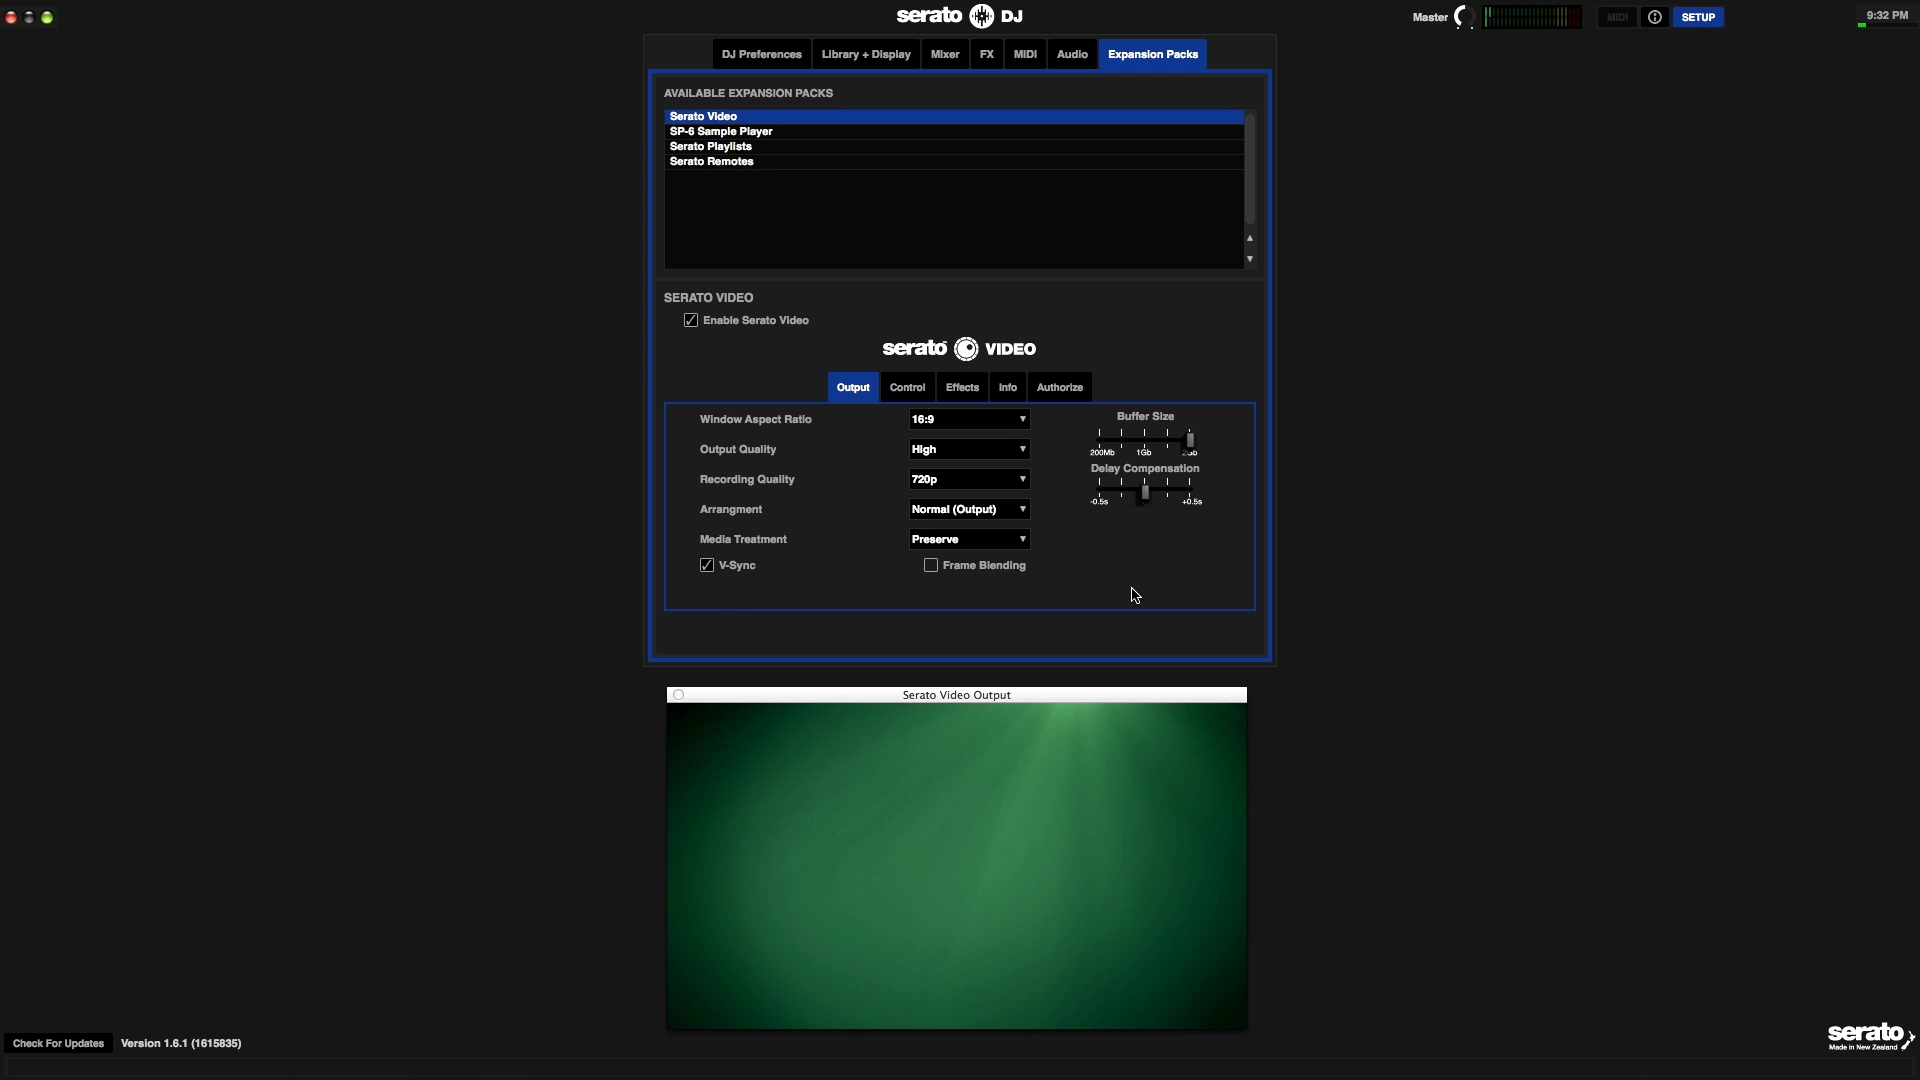 serato DJ
Master
MIDI
SETUP
9:32 PM
DJ Preferences
Library + Display
Mixer
FX
MIDI
Audio
Expansion Packs
AVAILABLE EXPANSION PACKS
Serato Video
SP-6 Sample Player
Serato Playlists
Serato Remotes
SERATO VIDEO
Enable Serato Video
serato VIDEO
Output
Control
Effects
Info
Authorize
Window Aspect Ratio
16:9
Output Quality
High
Recording Quality
720p
Arrangment
Normal (Output)
Media Treatment
Preserve
V-Sync
Frame Blending
Buffer Size
200Mb 1Gb 2Gb
Delay Compensation
-0.5s +0.5s
Serato Video Output
Check For Updates
Version 1.6.1 (1615835)
serato
Made in New Zealand